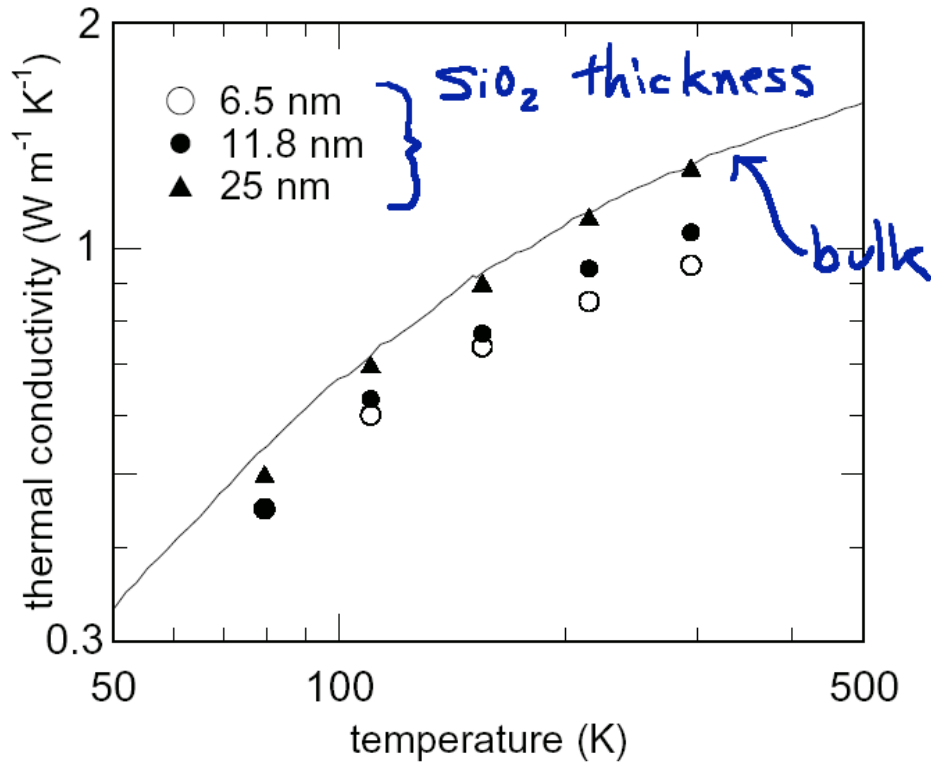 2
SiO₂ thickness
6.5 nm
11.8 nm
25 nm
thermal conductivity (W m⁻¹ K⁻¹)
1
bulk
0.3
50
100
500
temperature (K)